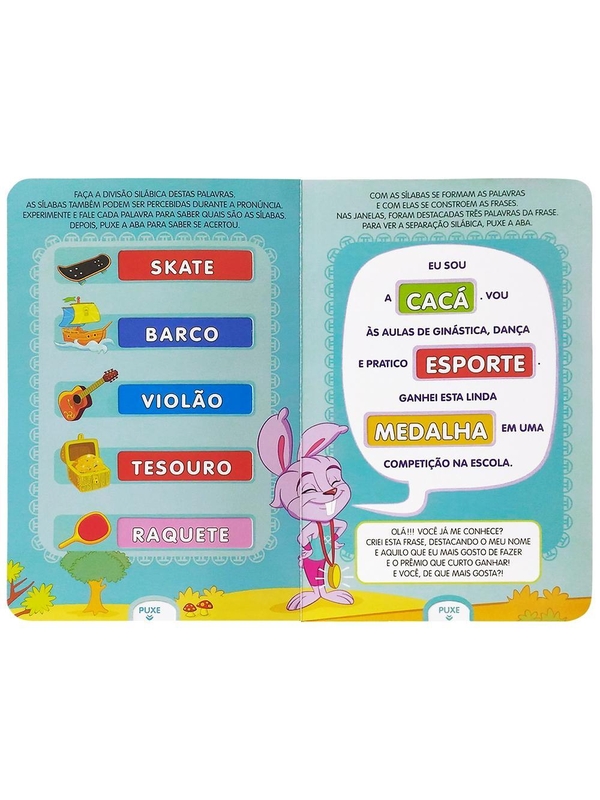 FAÇA A DIVISÃO SILÁBICA DESTAS PALAVRAS.
AS SÍLABAS TAMBÉM PODEM SER PERCEBIDAS DURANTE A PRONÚNCIA.
EXPERIMENTE E FALE CADA PALAVRA PARA SABER QUAIS SÃO AS SÍLABAS.
DEPOIS, PUXE A ABA PARA SABER SE ACERTOU.
SKATE
BARCO
VIOLÃO
TESOURO
RAQUETE
PUXE
COM AS SÍLABAS SE FORMAM AS PALAVRAS
E COM ELAS SE CONSTROEM AS FRASES.
NAS JANELAS, FORAM DESTACADAS TRÊS PALAVRAS DA FRASE.
PARA VER A SEPARAÇÃO SILÁBICA, PUXE A ABA.
EU SOU
A CACÁ . VOU
ÀS AULAS DE GINÁSTICA, DANÇA
E PRATICO ESPORTE .
GANHEI ESTA LINDA
MEDALHA EM UMA
COMPETIÇÃO NA ESCOLA.
OLÁ!!! VOCÊ JÁ ME CONHECE?
CRIEI ESTA FRASE, DESTACANDO O MEU NOME
E AQUILO QUE EU MAIS GOSTO DE FAZER
E O PRÊMIO QUE CURTO GANHAR!
E VOCÊ, DE QUE MAIS GOSTA?!
PUXE